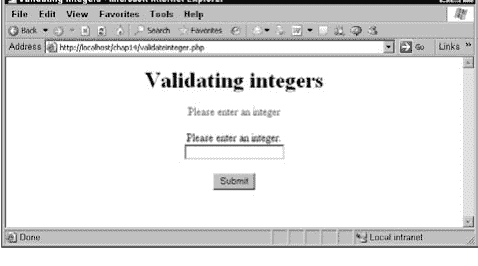 Validating integers - Microsoft Internet Explorer
File Edit View Favorites Tools Help
Back Search Favorites
Address http://localhost/chap14/validateinteger.php Go Links »
Validating integers
Please enter an integer
Please enter an integer.
Submit
Done Local intranet